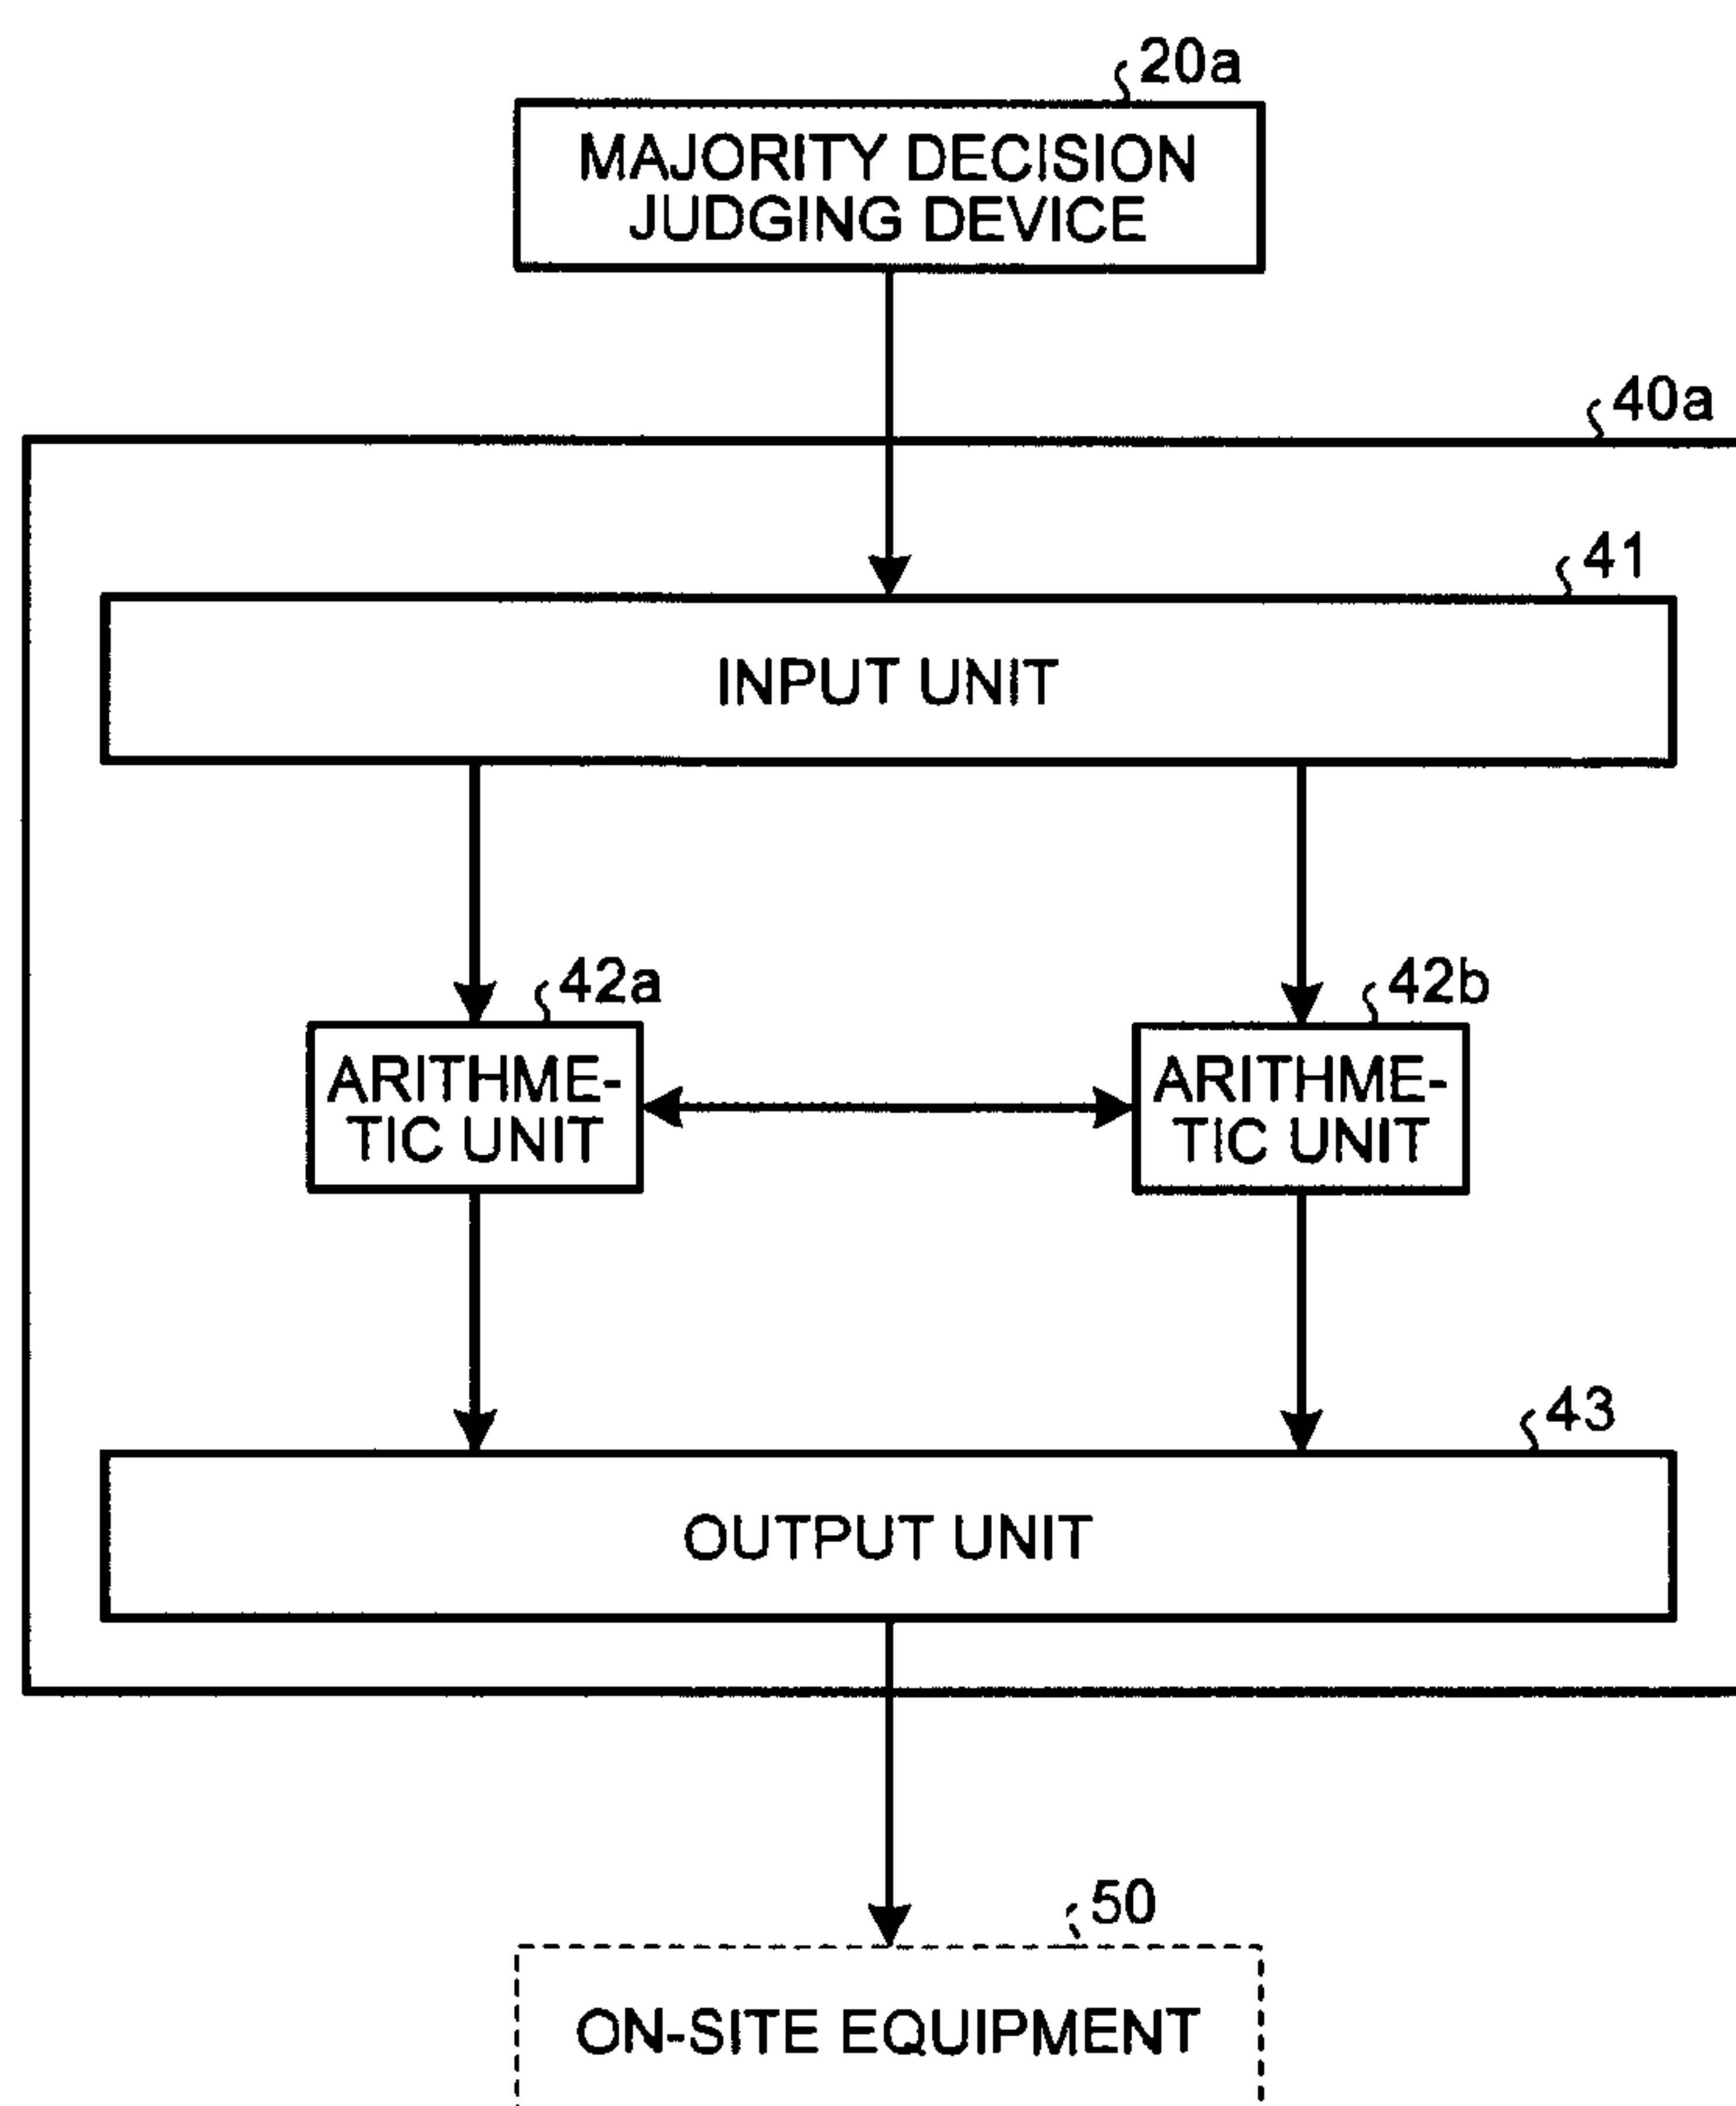 20a
MAJORITY DECISION
JUDGING DEVICE
40a
41
INPUT UNIT
42a
42b
ARITHME-
TIC UNIT
ARITHME-
TIC UNIT
43
OUTPUT UNIT
50
ON-SITE EQUIPMENT